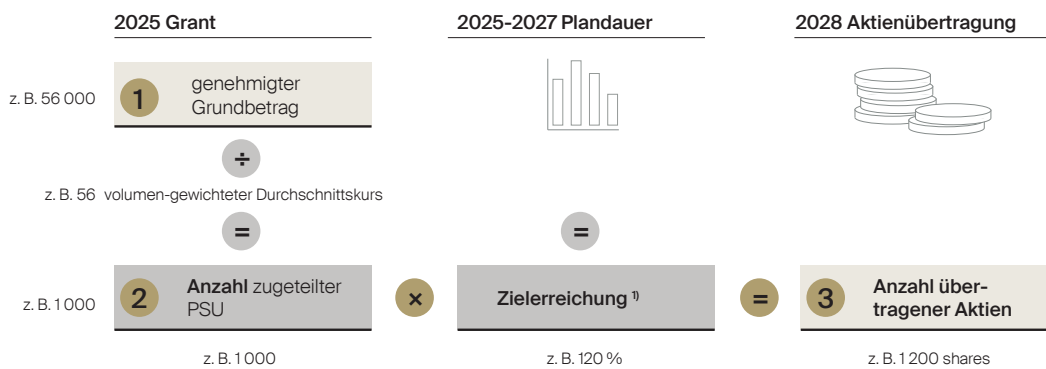 2025 Grant
2025-2027 Plandauer
2028 Aktienübertragung
z. B. 56 000
1
genehmigter
Grundbetrag
÷
z. B. 56 volumen-gewichteter Durchschnittskurs
=
=
z. B. 1 000
2
Anzahl zugeteilter
PSU
×
Zielerreichung 1)
=
3
Anzahl über-
tragener Aktien
z. B. 1 000
z. B. 120 %
z. B. 1 200 shares